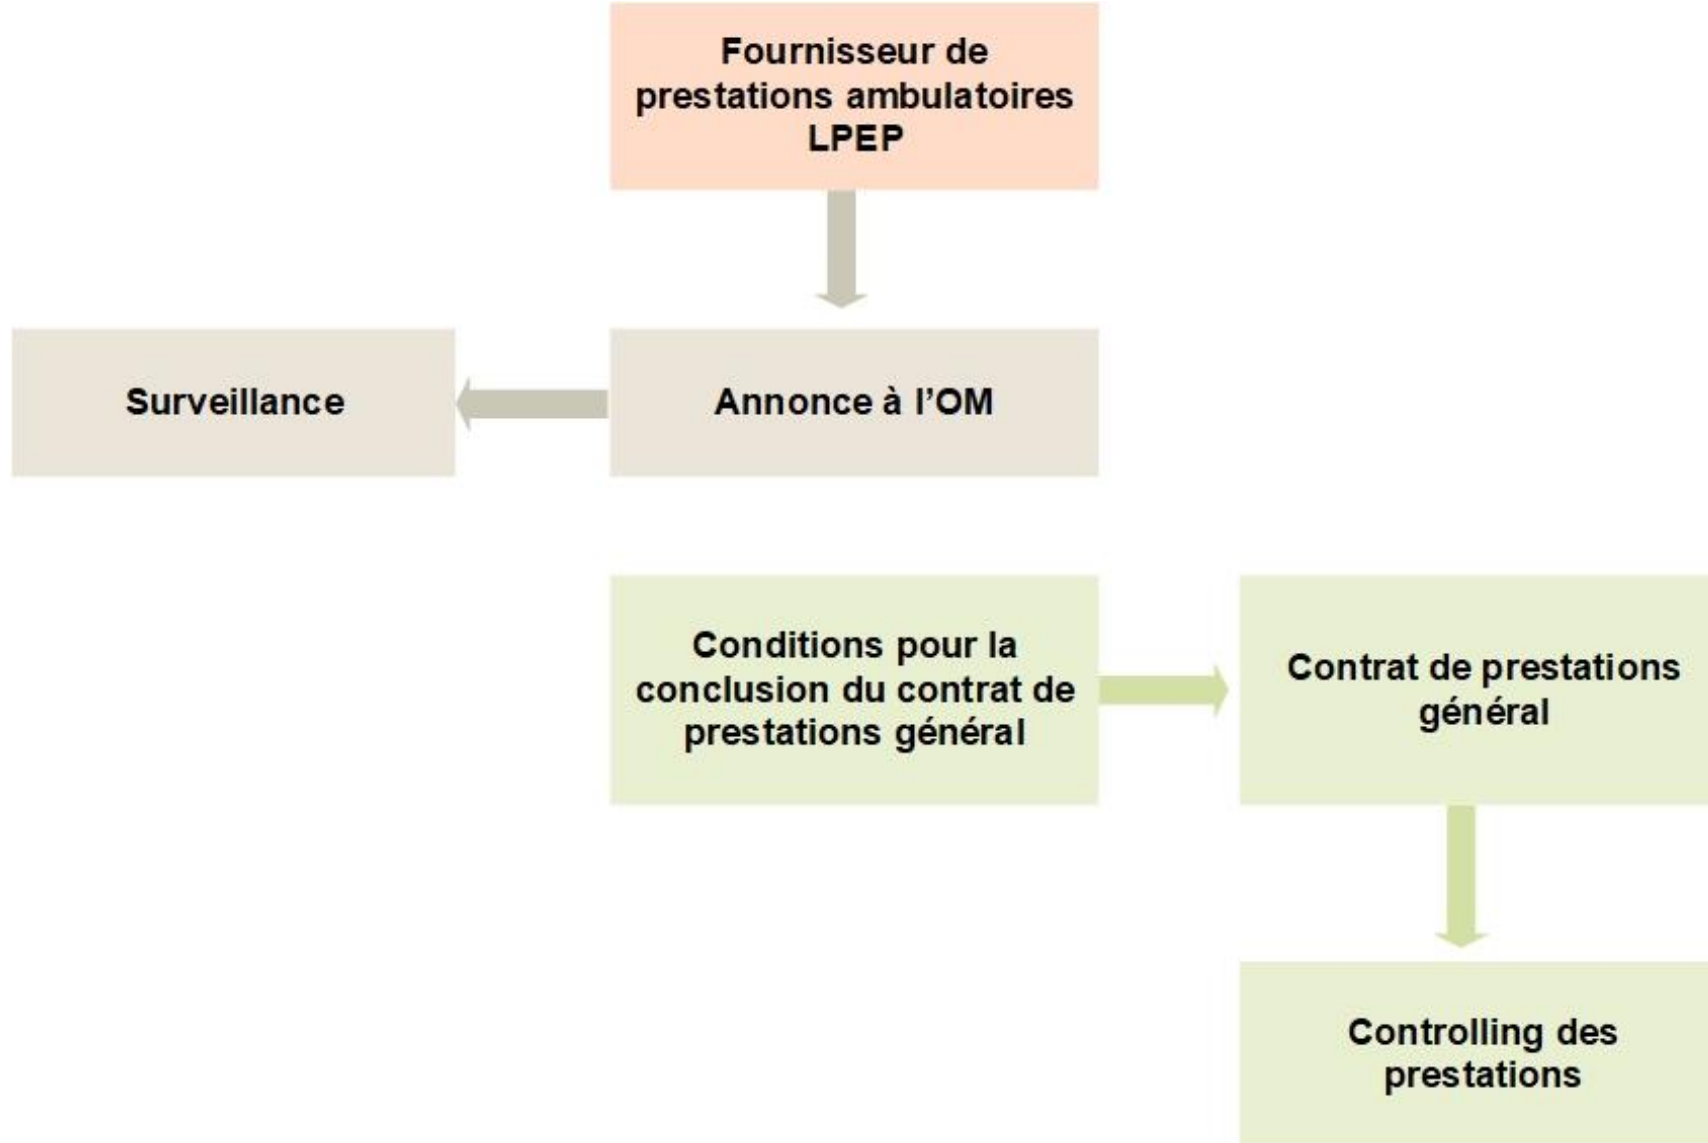 Fournisseur de
prestations ambulatoires
LPEP
Surveillance
Annonce à l’OM
Conditions pour la
conclusion du contrat de
prestations général
Contrat de prestations
général
Controlling des
prestations